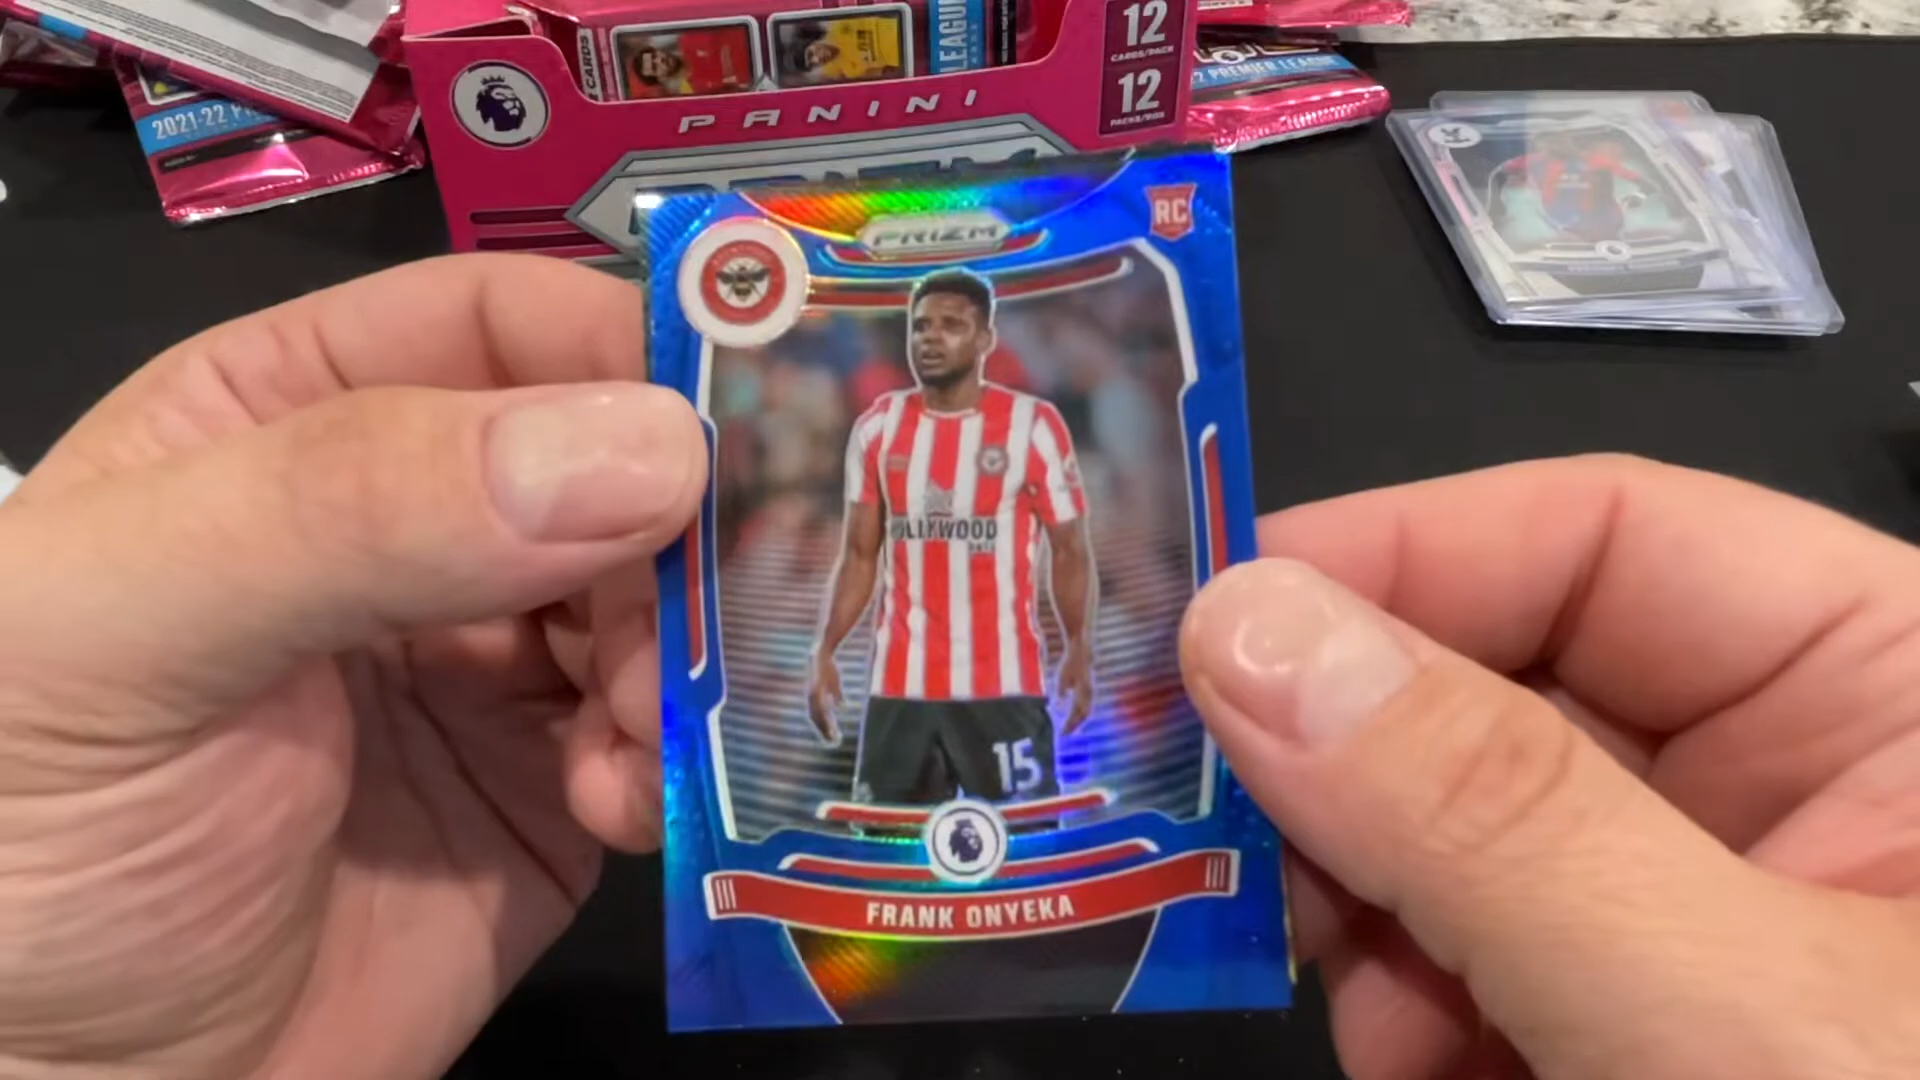 12
CARDS/PACK
12
PACKS/BOX
CARDS
LEAGUE
PANINI
2021-22 P
22 PREMIER LEAGUE
PRIZM
RC
OLLYWOOD
15
FRANK ONYEKA